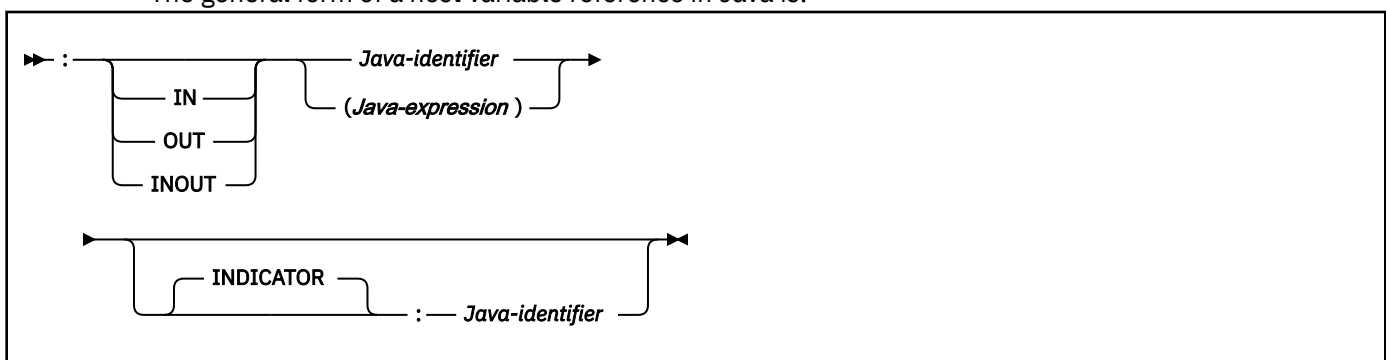 The general form of a host variable reference in Java is:
: Java-identifier
IN (Java-expression )
OUT
INOUT
INDICATOR
: Java-identifier